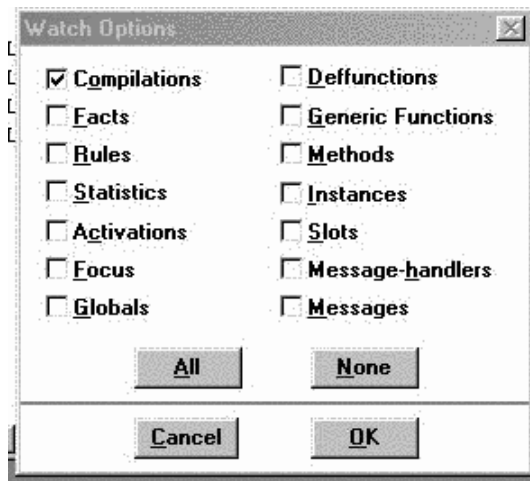 Watch Options
Compilations
Facts
Rules
Statistics
Activations
Focus
Globals
Deffunctions
Generic Functions
Methods
Instances
Slots
Message-handlers
Messages
All
None
Cancel
OK